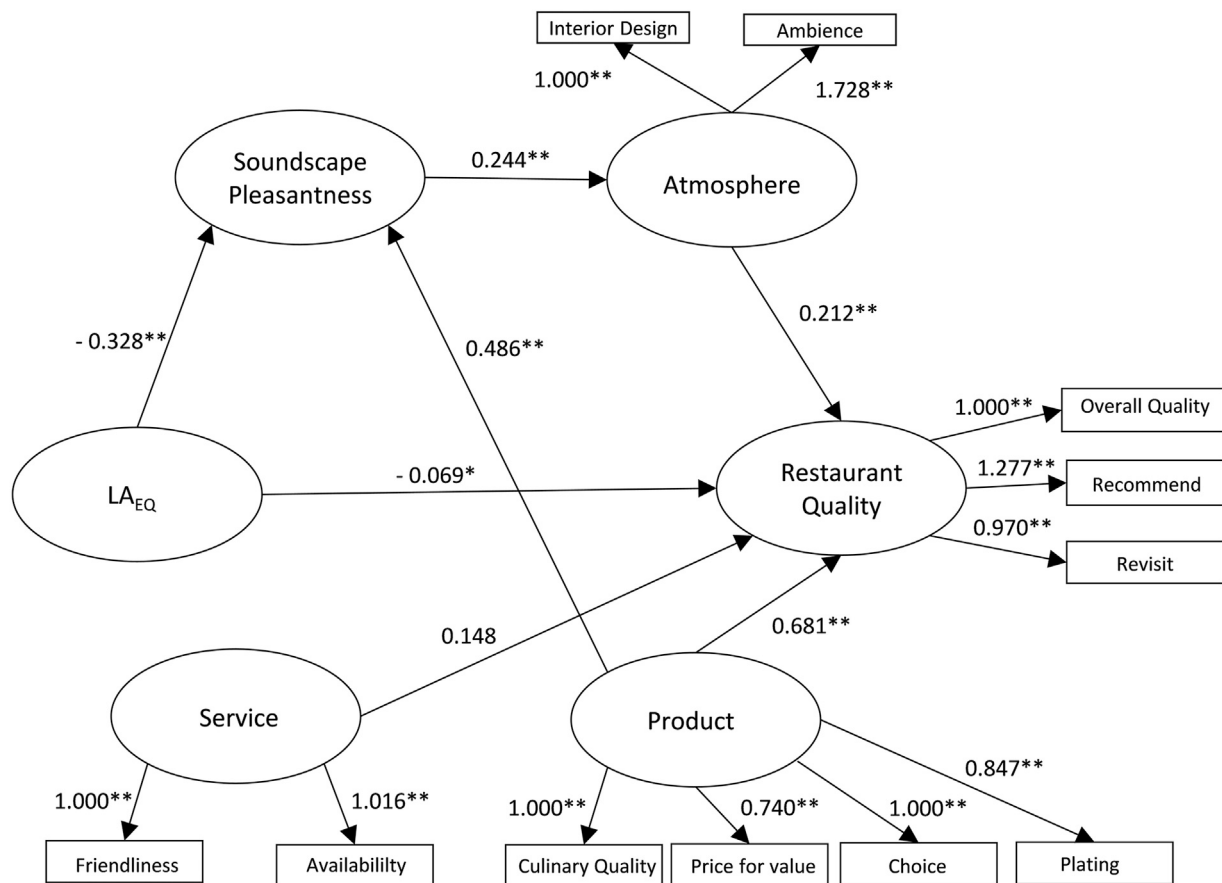 Interior Design
Ambience
1.000**
1.728**
Soundscape
Pleasantness
0.244**
Atmosphere
- 0.328**
0.486**
0.212**
1.000**
Overall Quality
LAEQ
- 0.069*
Restaurant
Quality
1.277**
Recommend
0.970**
Revisit
0.148
0.681**
Service
Product
1.000**
1.016**
1.000**
0.740**
1.000**
0.847**
Friendliness
Availabililty
Culinary Quality
Price for value
Choice
Plating